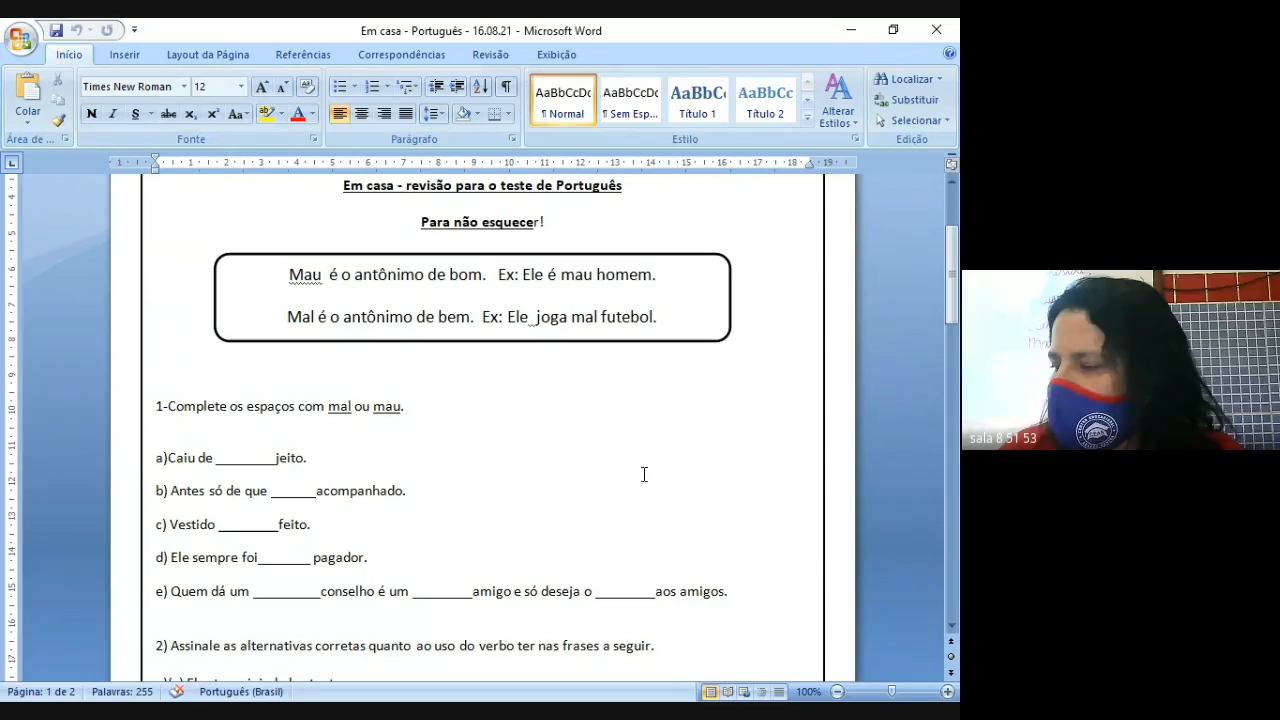 Em casa - Português - 16.08.21 - Microsoft Word
Início Inserir Layout da Página Referências Correspondências Revisão Exibição
Times New Roman 12
AaBbCcDc AaBbCcDc AaBbC AaBbCc
Colar
N I S abc x₂ x² Aa
¶ Normal ¶ Sem Esp... Título 1 Título 2
Alterar Estilos
Localizar
Substituir
Selecionar
Área de... Fonte Parágrafo Estilo Edição
Em casa - revisão para o teste de Português
Para não esquecer!
Mau é o antônimo de bom. Ex: Ele é mau homem.
Mal é o antônimo de bem. Ex: Ele joga mal futebol.
1-Complete os espaços com mal ou mau.
a)Caiu de ________jeito.
b) Antes só de que ______acompanhado.
c) Vestido ________feito.
d) Ele sempre foi_______ pagador.
e) Quem dá um _________conselho é um ________amigo e só deseja o ________aos amigos.
2) Assinale as alternativas corretas quanto ao uso do verbo ter nas frases a seguir.
sala 8 51 53
Página: 1 de 2 Palavras: 255 Português (Brasil) 100%